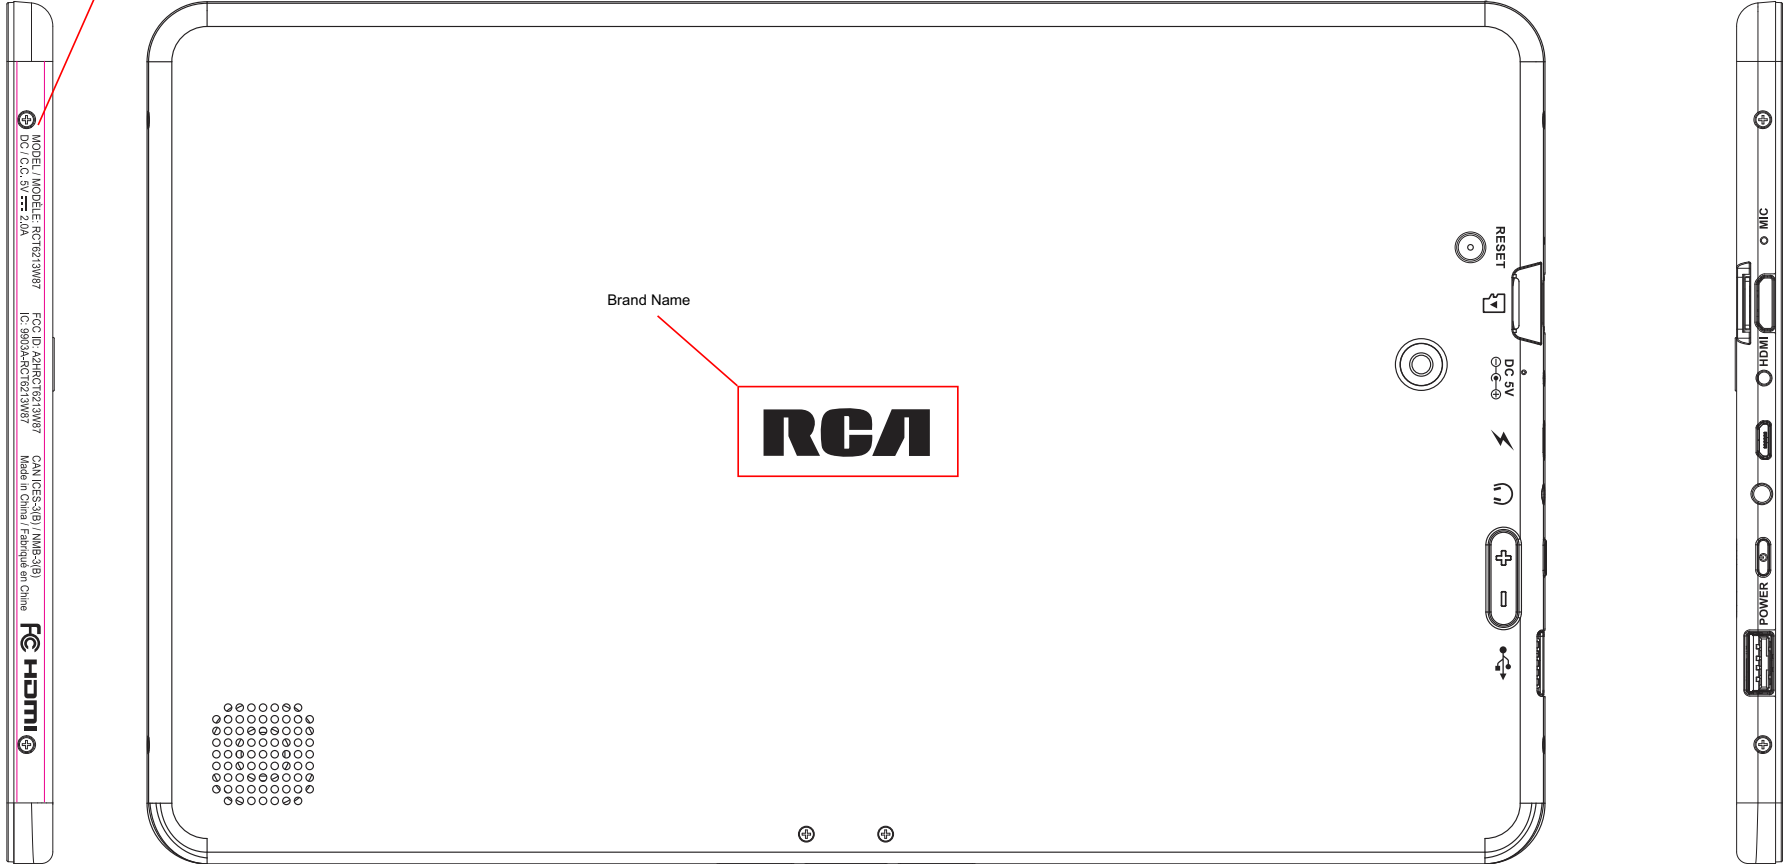 MODEL / MODÈLE: RCT6213W87
DC / C.C. 5V 2.0A
FCC ID: A2HRCT6213W87
IC: 9903A-RCT6213W87
CAN ICES-3(B) / NMB-3(B)
Made in China / Fabriqué en Chine
FC HDMI
Brand Name
RCA
RESET
DC 5V
MIC
HDMI
POWER